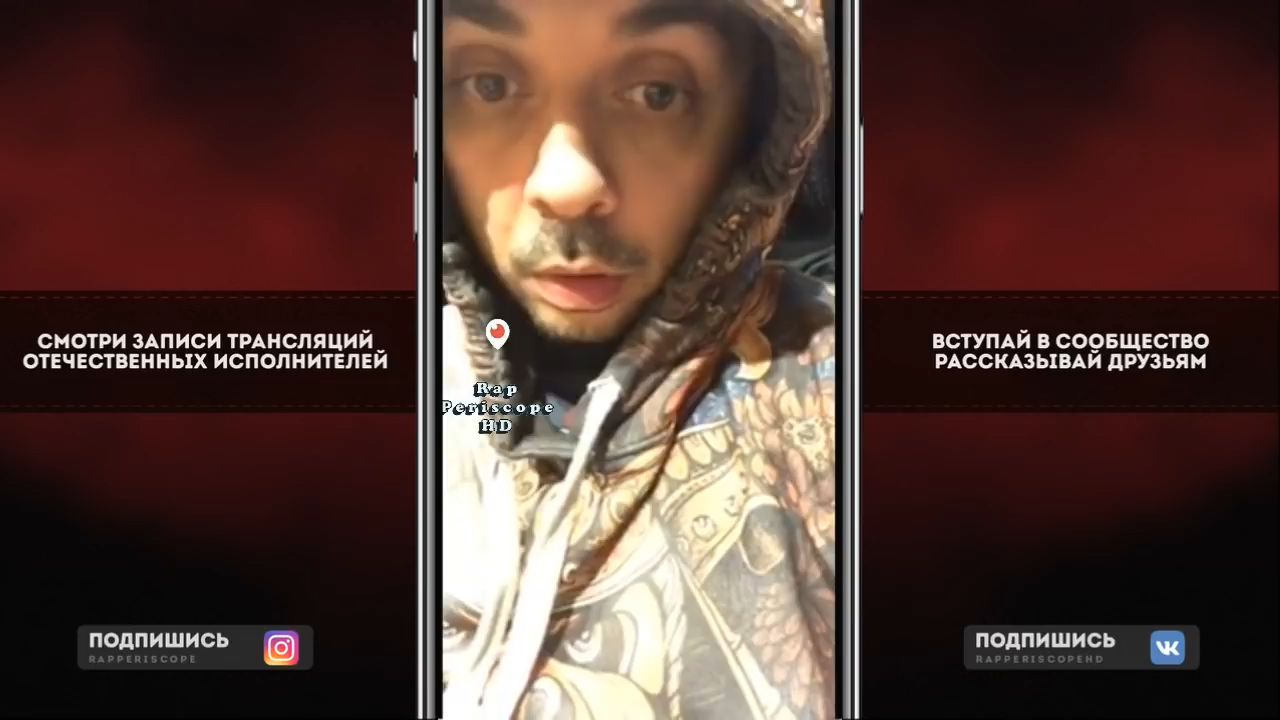 СМОТРИ ЗАПИСИ ТРАНСЛЯЦИЙ
ОТЕЧЕСТВЕННЫХ ИСПОЛНИТЕЛЕЙ
Rap
Periscope
HD
ВСТУПАЙ В СООБЩЕСТВО
РАССКАЗЫВАЙ ДРУЗЬЯМ
ПОДПИШИСЬ
RAPPERISCOPE
ПОДПИШИСЬ
RAPPERISCOPEHD